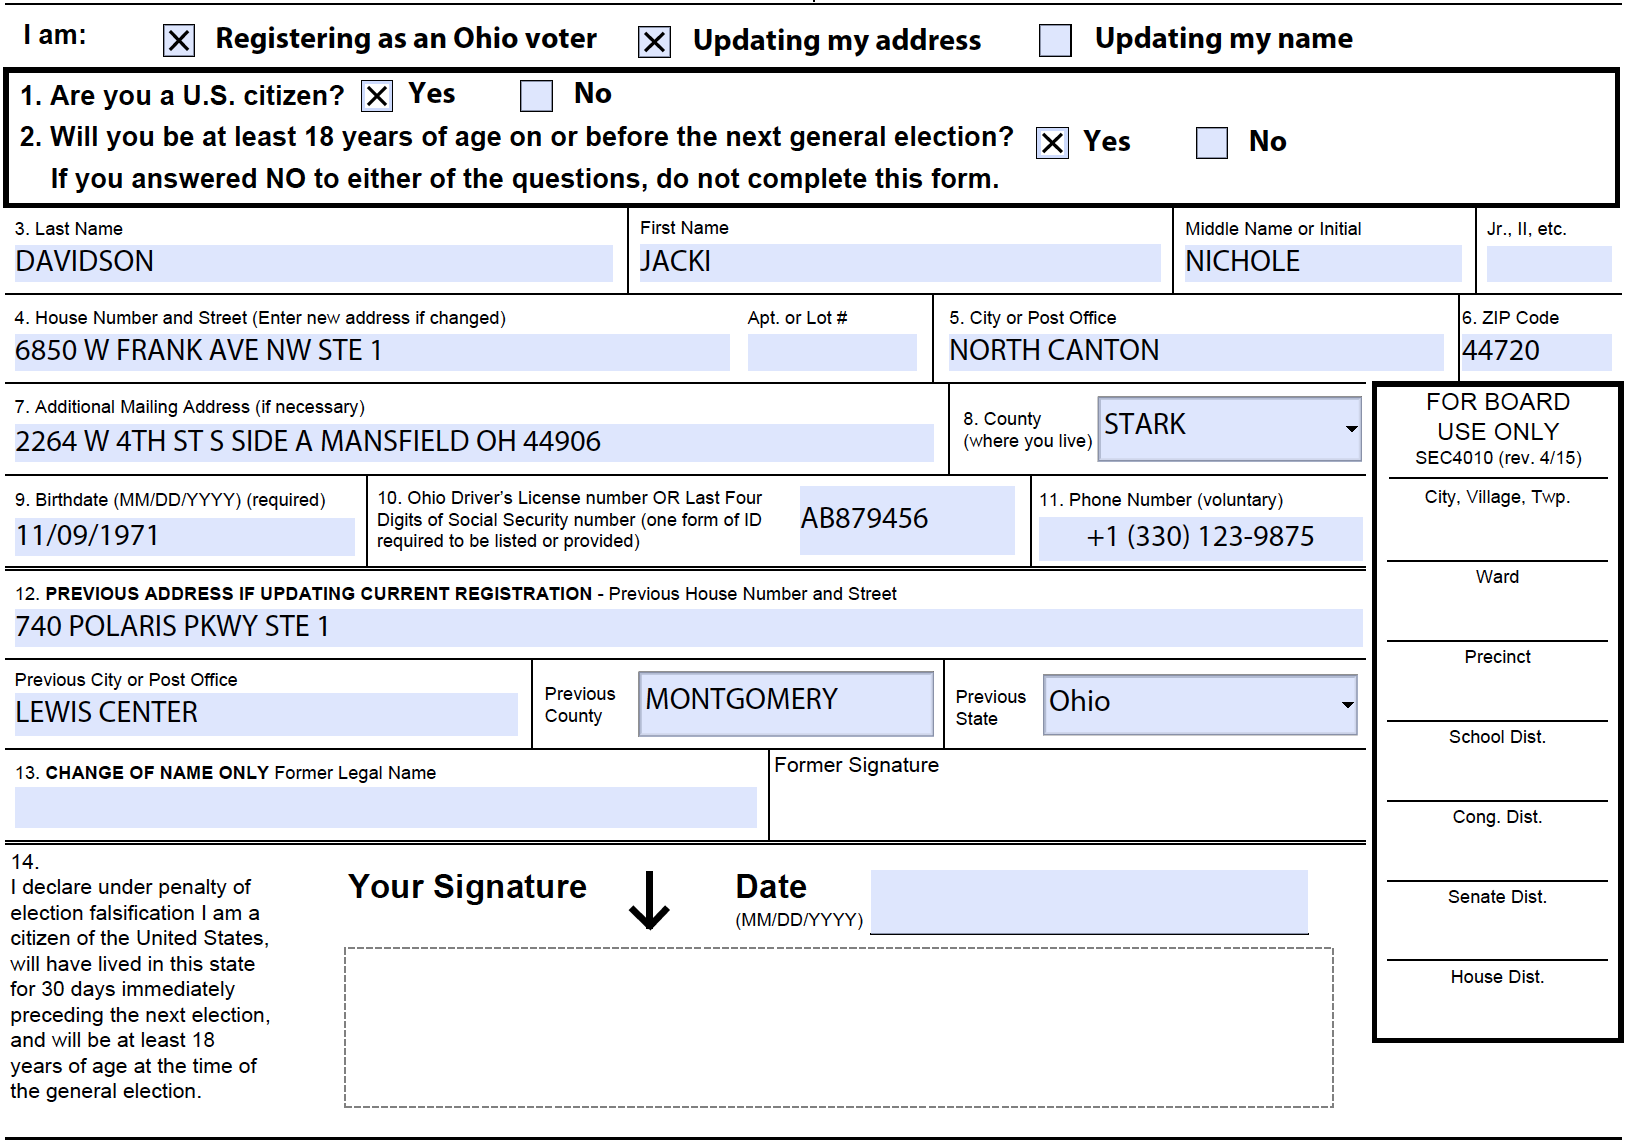 I am: Registering as an Ohio voter Updating my address Updating my name
1. Are you a U.S. citizen? Yes No
2. Will you be at least 18 years of age on or before the next general election? Yes No
If you answered NO to either of the questions, do not complete this form.
3. Last Name First Name Middle Name or Initial Jr., II, etc.
DAVIDSON JACKI NICHOLE
4. House Number and Street (Enter new address if changed) Apt. or Lot # 5. City or Post Office 6. ZIP Code
6850 W FRANK AVE NW STE 1 NORTH CANTON 44720
7. Additional Mailing Address (if necessary)
2264 W 4TH ST S SIDE A MANSFIELD OH 44906
8. County
(where you live)
STARK
9. Birthdate (MM/DD/YYYY) (required)
11/09/1971
10. Ohio Driver's License number OR Last Four
Digits of Social Security number (one form of ID
required to be listed or provided)
AB879456
11. Phone Number (voluntary)
+1 (330) 123-9875
12. PREVIOUS ADDRESS IF UPDATING CURRENT REGISTRATION - Previous House Number and Street
740 POLARIS PKWY STE 1
Previous City or Post Office
LEWIS CENTER
Previous
County
MONTGOMERY
Previous
State
Ohio
13. CHANGE OF NAME ONLY Former Legal Name
Former Signature
14.
I declare under penalty of
election falsification I am a
citizen of the United States,
will have lived in this state
for 30 days immediately
preceding the next election,
and will be at least 18
years of age at the time of
the general election.
Your Signature
Date
(MM/DD/YYYY)
FOR BOARD
USE ONLY
SEC4010 (rev. 4/15)
City, Village, Twp.
Ward
Precinct
School Dist.
Cong. Dist.
Senate Dist.
House Dist.